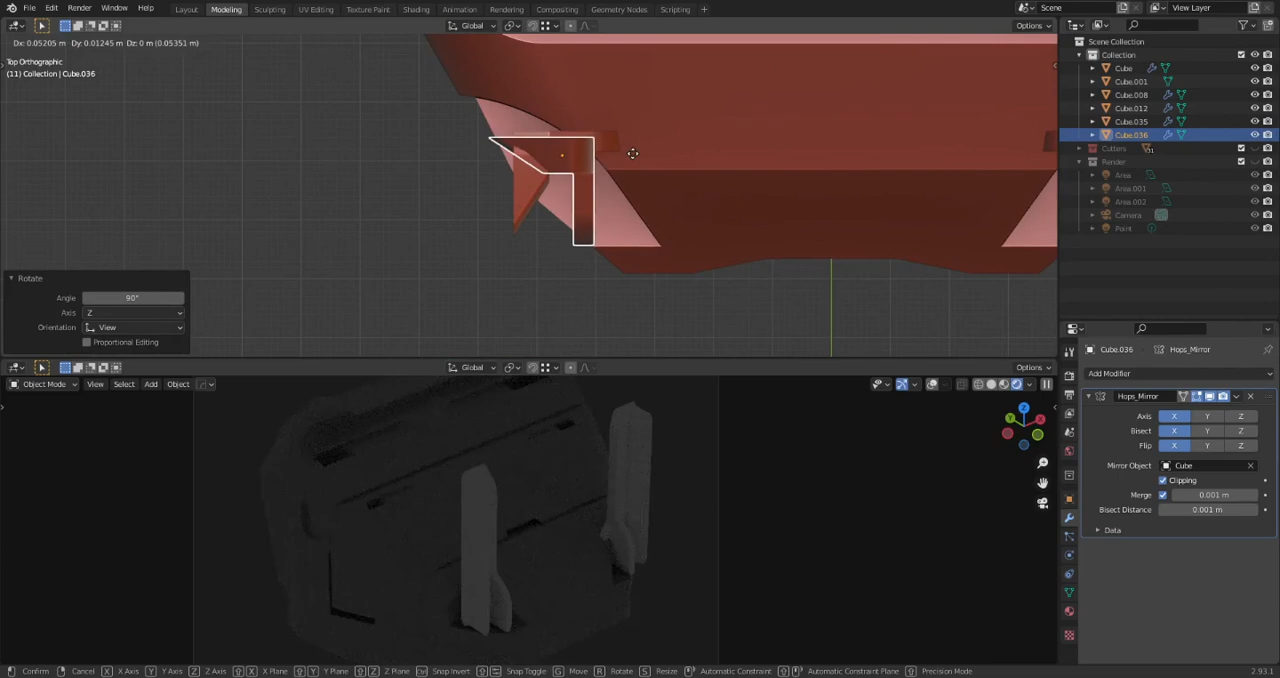 File Edit Render Window Help Layout Modeling Sculpting UV Editing Texture Paint Shading Animation Rendering Compositing Geometry Nodes Scripting + Scene View Layer
Global Options
Dx: 0.05205 m Dy: 0.01245 m Dz: 0 m (0.05351 m)
Top Orthographic
(11) Collection | Cube.036
Scene Collection
Collection
Cube
Cube.001
Cube.008
Cube.012
Cube.035
Cube.036
Cutters 31
Render
Area
Area.001
Area.002
Camera
Point
Rotate
Angle 90°
Axis Z
Orientation View
Proportional Editing
Global Options
Object Mode View Select Add Object
Z
Y X
Cube.036 Hops_Mirror
Add Modifier
Hops_Mirror
Axis X Y Z
Bisect X Y Z
Flip X Y Z
Mirror Object Cube
Clipping
Merge 0.001 m
Bisect Distance 0.001 m
Data
Confirm Cancel X X Axis Y Y Axis Z Z Axis X X Plane Y Y Plane Z Z Plane Snap Invert Snap Toggle G Move R Rotate S Resize Automatic Constraint Automatic Constraint Plane Precision Mode 2.93.1